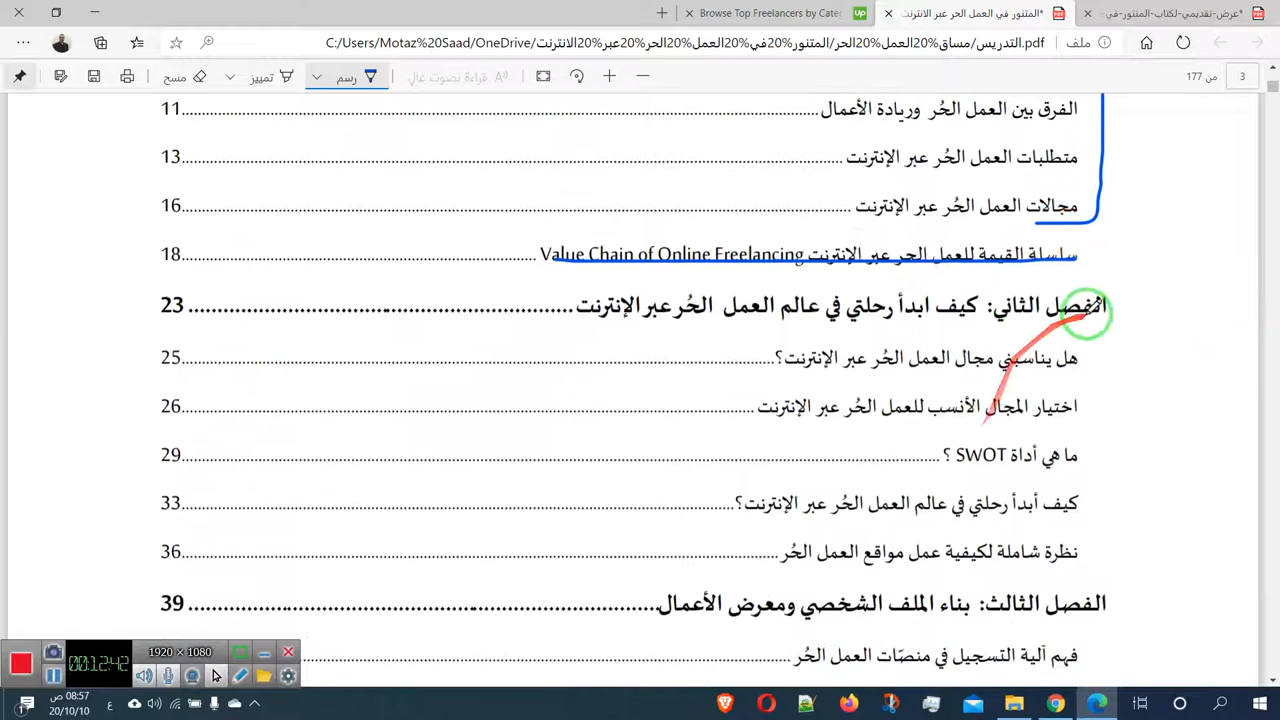 Browse Top Freelancers by Cate
*المتنور في العمل الحر عبر الانترنت
*عرض-تقديمي-لكتاب-المنتور-في
C:/Users/Motaz%20Saad/OneDrive/التدريس/مساق%20العمل%20الحر/المتنور%20في%20العمل%20الحر%20عبر%20الانترنت.pdf
ملف
3
من 177
قراءة بصوت عالٍ
رسم
تمييز
مسح
الفرق بين العمل الحُر وريادة الأعمال ........ 11
متطلبات العمل الحُر عبر الإنترنت ........ 13
مجالات العمل الحُر عبر الإنترنت ........ 16
سلسلة القيمة للعمل الحر عبر الإنترنت Value Chain of Online Freelancing ........ 18
الفصل الثاني: كيف ابدأ رحلتي في عالم العمل الحُر عبر الإنترنت ........ 23
هل يناسبني مجال العمل الحُر عبر الإنترنت؟ ........ 25
اختيار المجال الأنسب للعمل الحُر عبر الإنترنت ........ 26
ما هي أداة SWOT ؟ ........ 29
كيف أبدأ رحلتي في عالم العمل الحُر عبر الإنترنت؟ ........ 33
نظرة شاملة لكيفية عمل مواقع العمل الحُر ........ 36
الفصل الثالث: بناء الملف الشخصي ومعرض الأعمال ........ 39
فهم آلية التسجيل في منصّات العمل الحُر ........
1920 × 1080
00:12:42
08:57 ص
20/10/10
ع